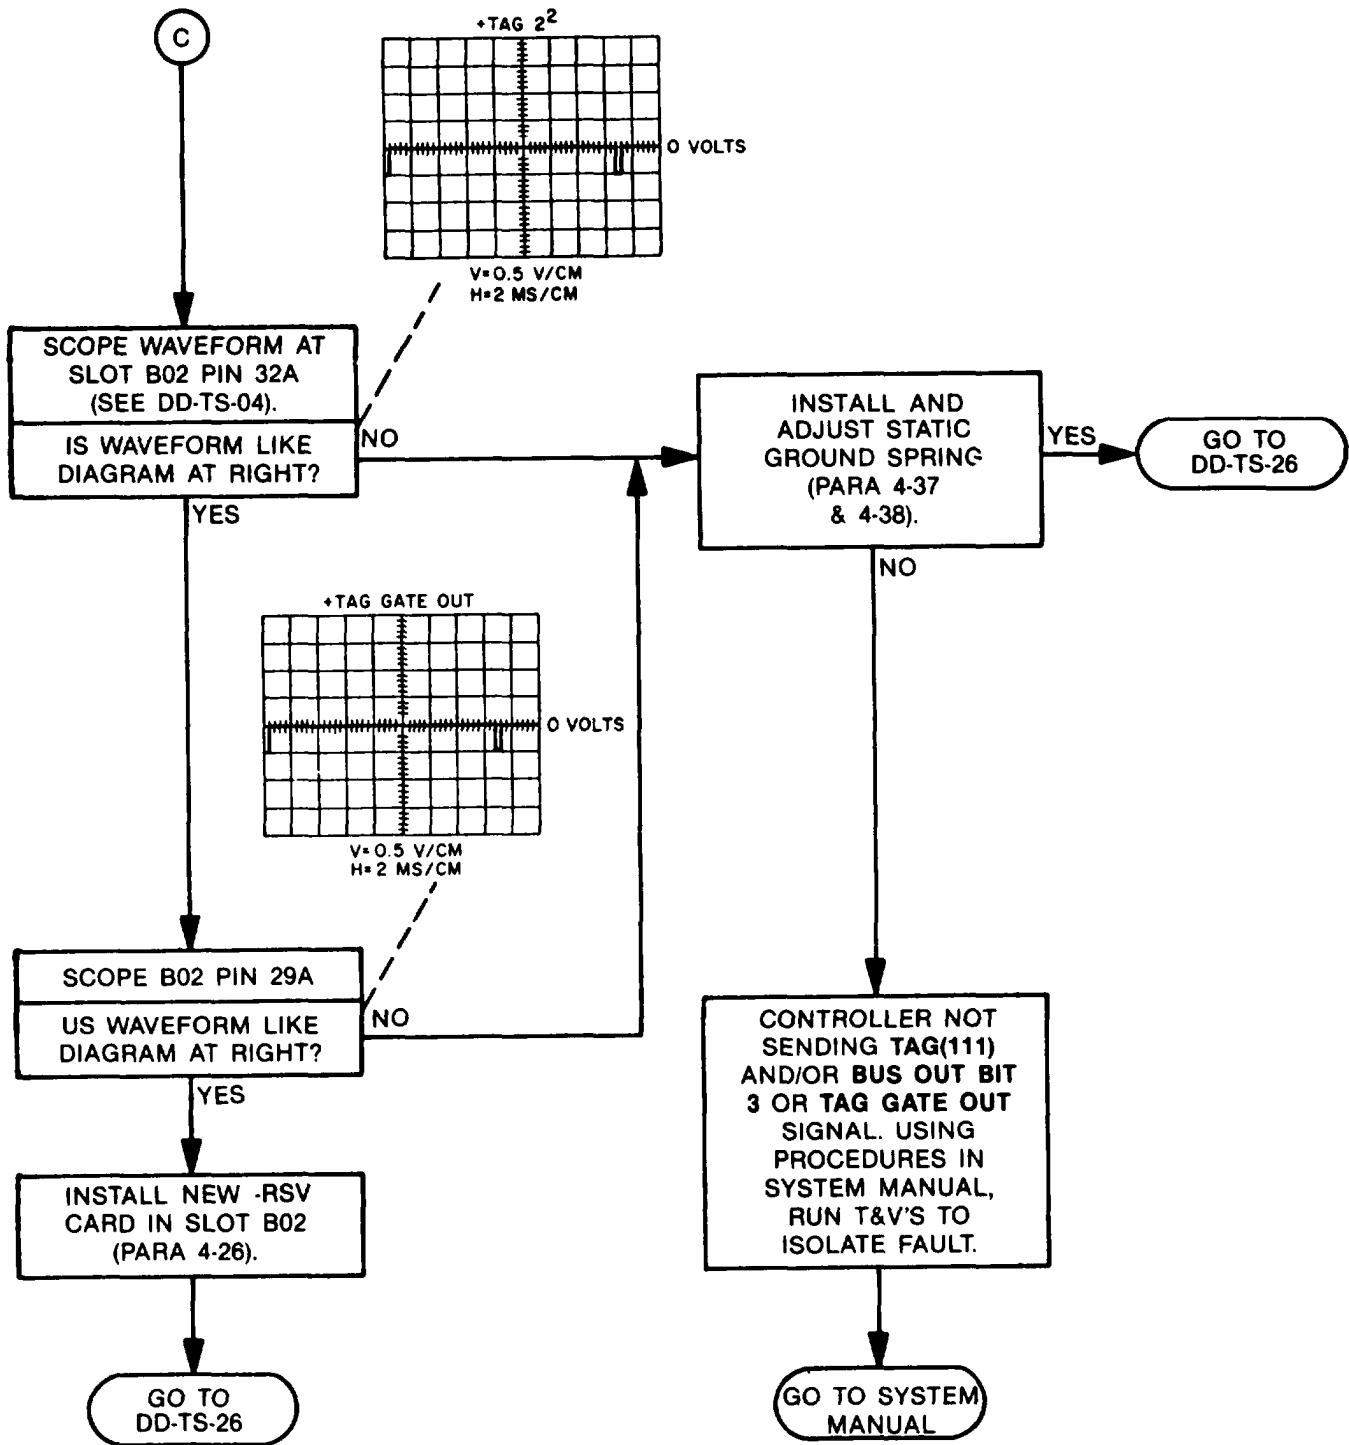 C
+TAG 2²
0 VOLTS
V=0.5 V/CM
H=2 MS/CM
SCOPE WAVEFORM AT
SLOT B02 PIN 32A
(SEE DD-TS-04).
IS WAVEFORM LIKE
DIAGRAM AT RIGHT?
NO
YES
INSTALL AND
ADJUST STATIC
GROUND SPRING
(PARA 4-37
& 4-38).
YES
GO TO
DD-TS-26
NO
+TAG GATE OUT
0 VOLTS
V=0.5 V/CM
H=2 MS/CM
SCOPE B02 PIN 29A
US WAVEFORM LIKE
DIAGRAM AT RIGHT?
NO
YES
INSTALL NEW -RSV
CARD IN SLOT B02
(PARA 4-26).
GO TO
DD-TS-26
CONTROLLER NOT
SENDING TAG(111)
AND/OR BUS OUT BIT
3 OR TAG GATE OUT
SIGNAL. USING
PROCEDURES IN
SYSTEM MANUAL,
RUN T&V'S TO
ISOLATE FAULT.
GO TO SYSTEM
MANUAL